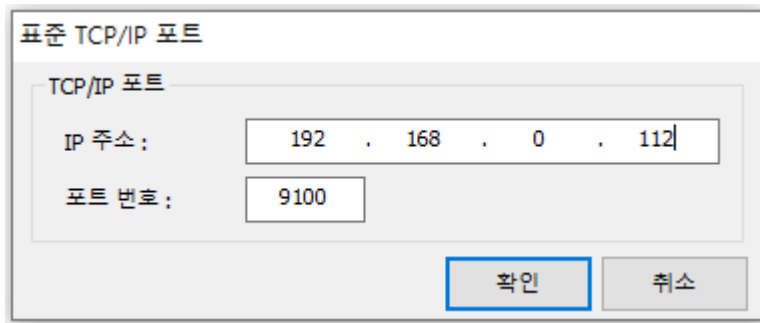 표준 TCP/IP 포트
TCP/IP 포트
IP 주소 : 192 . 168 . 0 . 112
포트 번호 : 9100
확인 취소